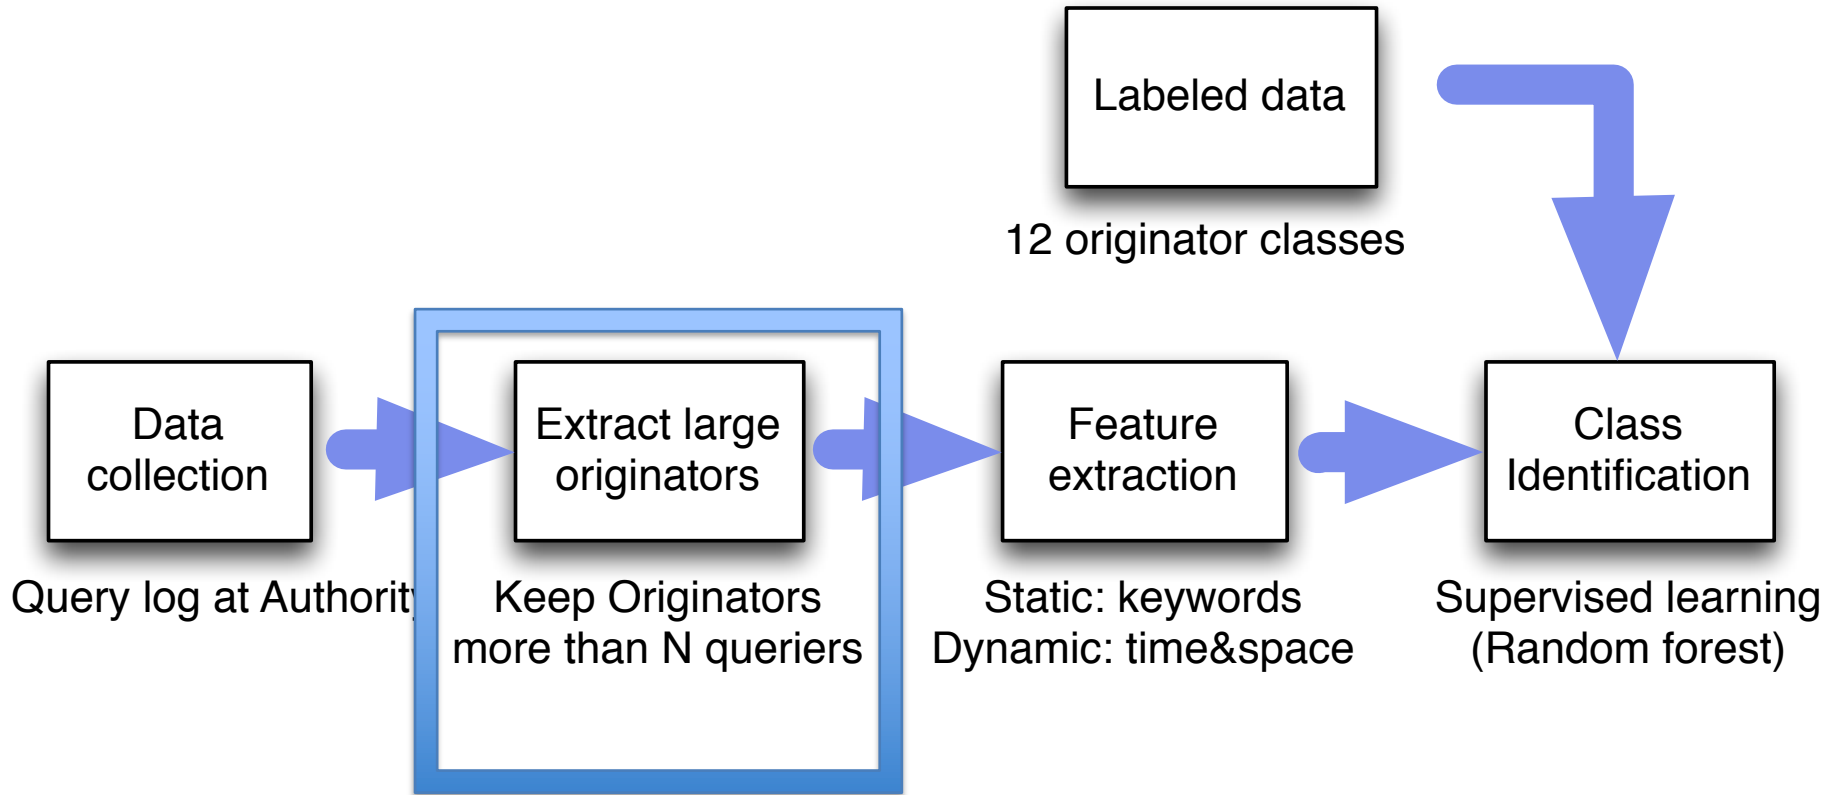 Labeled data
12 originator classes
Data
collection
Query log at Authority
Extract large
originators
Keep Originators
more than N queriers
Feature
extraction
Static: keywords
Dynamic: time&space
Class
Identification
Supervised learning
(Random forest)